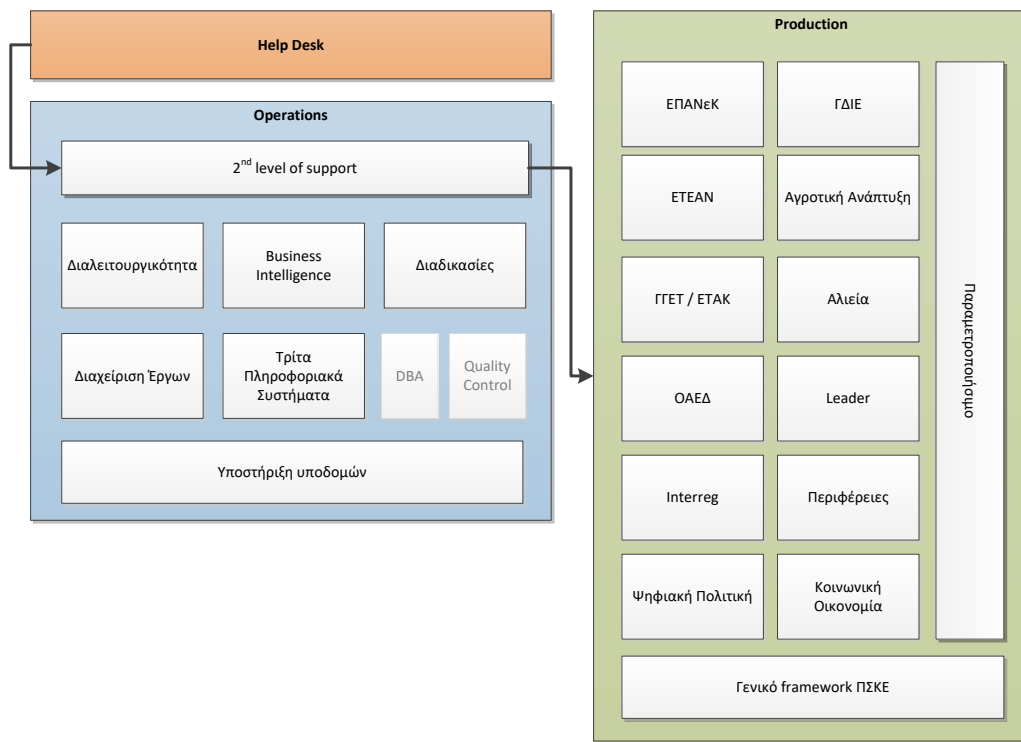 Help Desk
Operations
2nd level of support
Διαλειτουργικότητα
Business
Intelligence
Διαδικασίες
Διαχείριση Έργων
Τρίτα
Πληροφοριακά
Συστήματα
DBA
Quality
Control
Υποστήριξη υποδομών
Production
ΕΠΑΝεΚ
ΓΔΙΕ
ΕΤΕΑΝ
Αγροτική Ανάπτυξη
ΓΓΕΤ / ΕΤΑΚ
Αλιεία
ΟΑΕΔ
Leader
Interreg
Περιφέρειες
Ψηφιακή Πολιτική
Κοινωνική
Οικονομία
Παραμετροποιήσιμο
Γενικό framework ΠΣΚΕ